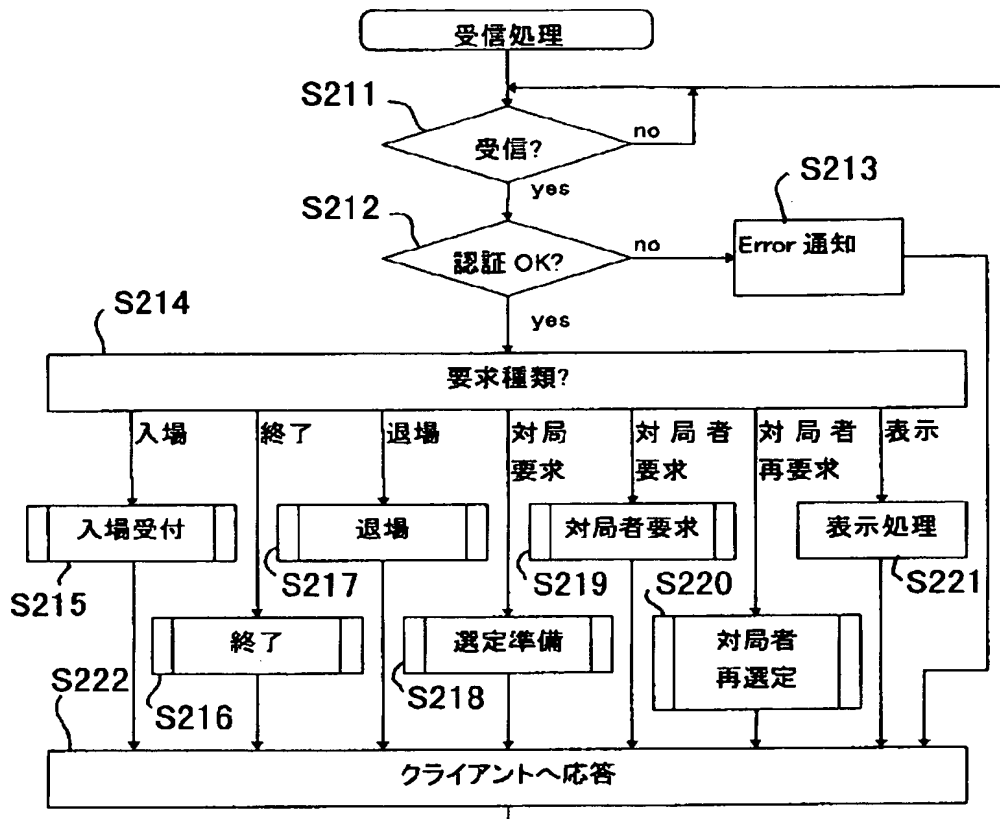 受信処理
S211
受信?
no
yes
S212
認証 OK?
no
S213
Error 通知
yes
S214
要求種類?
入場
終了
退場
対局
要求
対局者
要求
対局者
再要求
表示
入場受付
S215
退場
S217
対局者要求
S219
表示処理
S221
終了
S216
選定準備
S218
S220
対局者
再選定
S222
クライアントへ応答